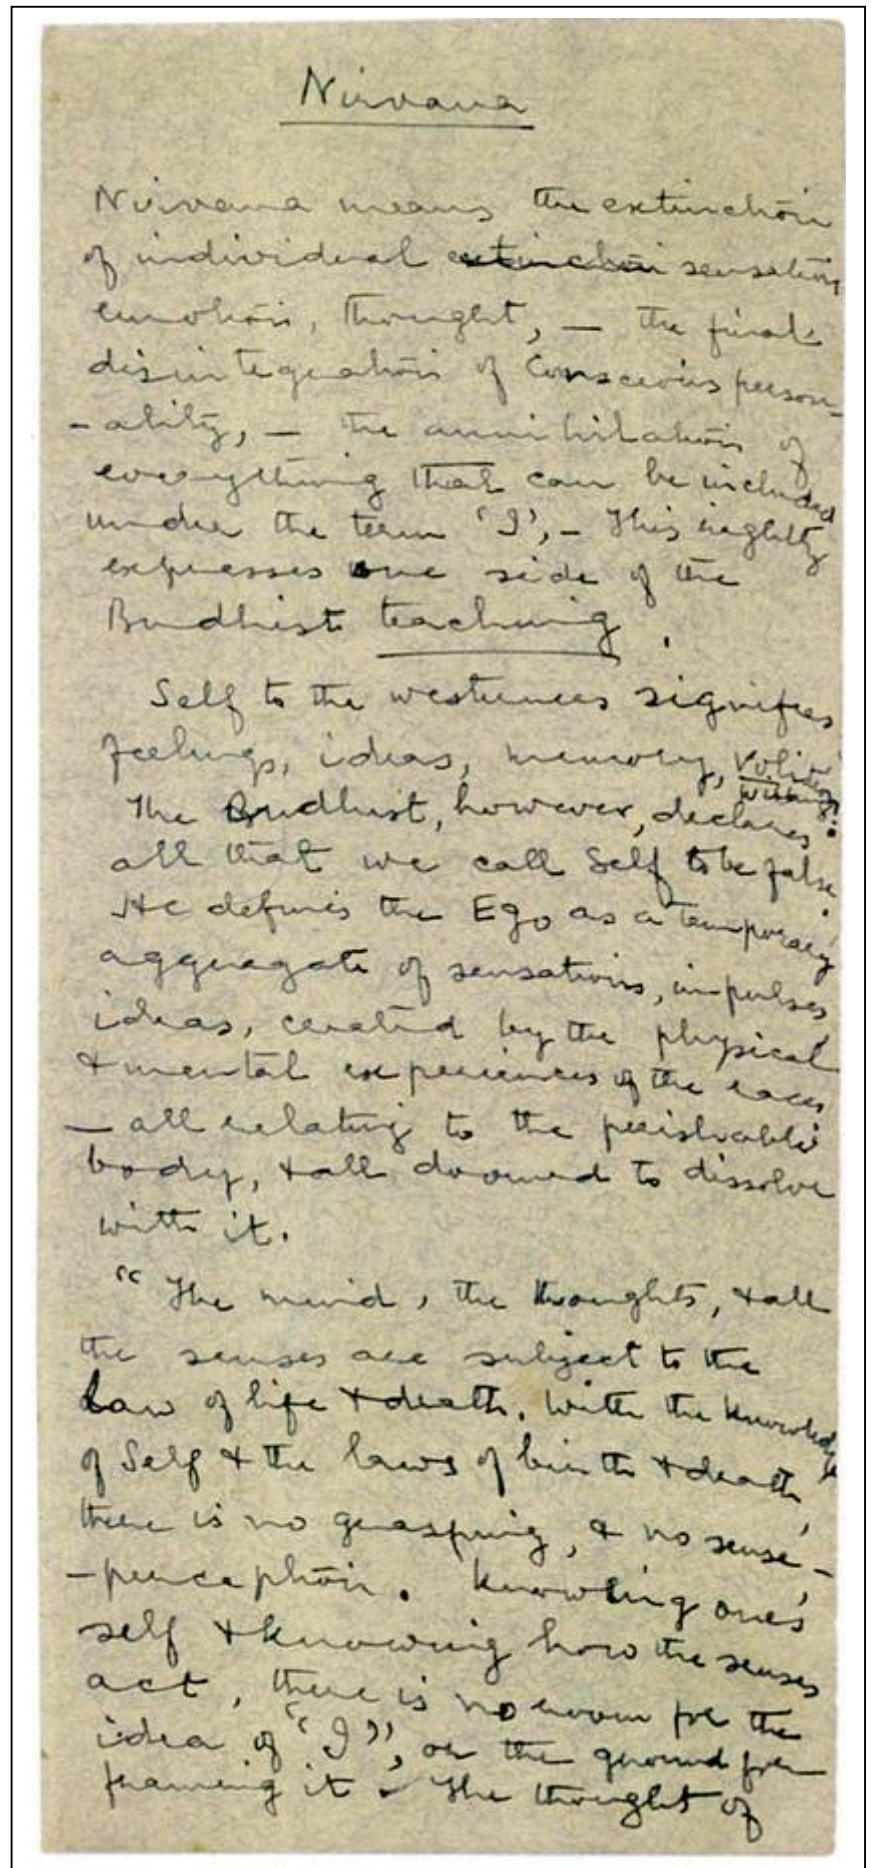 Nirvana
Nirvana means the extinction
of individual extinction sensation
emotion, thought, — the final
disintegration of Conscious person-
-ality, — the annihilation of
everything that can be included
under the term 'I', - This rightly
expresses one side of the
Budhist teaching.
Self to the westerners signifies
feelings, ideas, memory, Volition
The Budhist, however, declares
all that we call Self to be false.
He defines the Ego as a temporary
aggregate of sensations, impulses
ideas, created by the physical
& mental experiences of the races
— all relating to the perishable
body, & all doomed to dissolve
with it.
"The mind, the thoughts, & all
the senses are subject to the
Law of life & death. With the knowledge
of Self & the laws of birth & death,
there is no grasping, & no sense-
-perception. Knowing one's
self & knowing how the senses
act, there is no room for the
idea of "I", or the ground for
framing it. The thought of